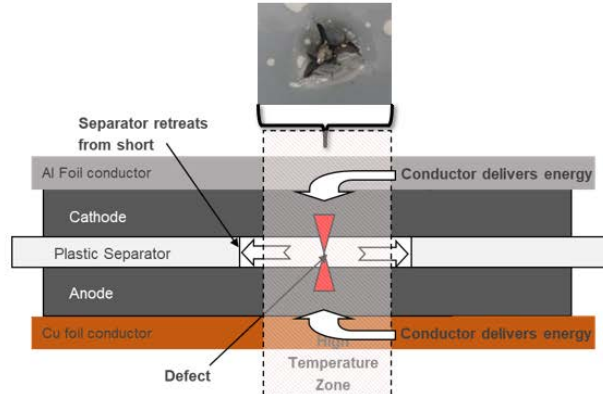 Separator retreats
from short
Al Foil conductor
Conductor delivers energy
Cathode
Plastic Separator
Anode
Cu foil conductor
Conductor delivers energy
High
Temperature
Zone
Defect